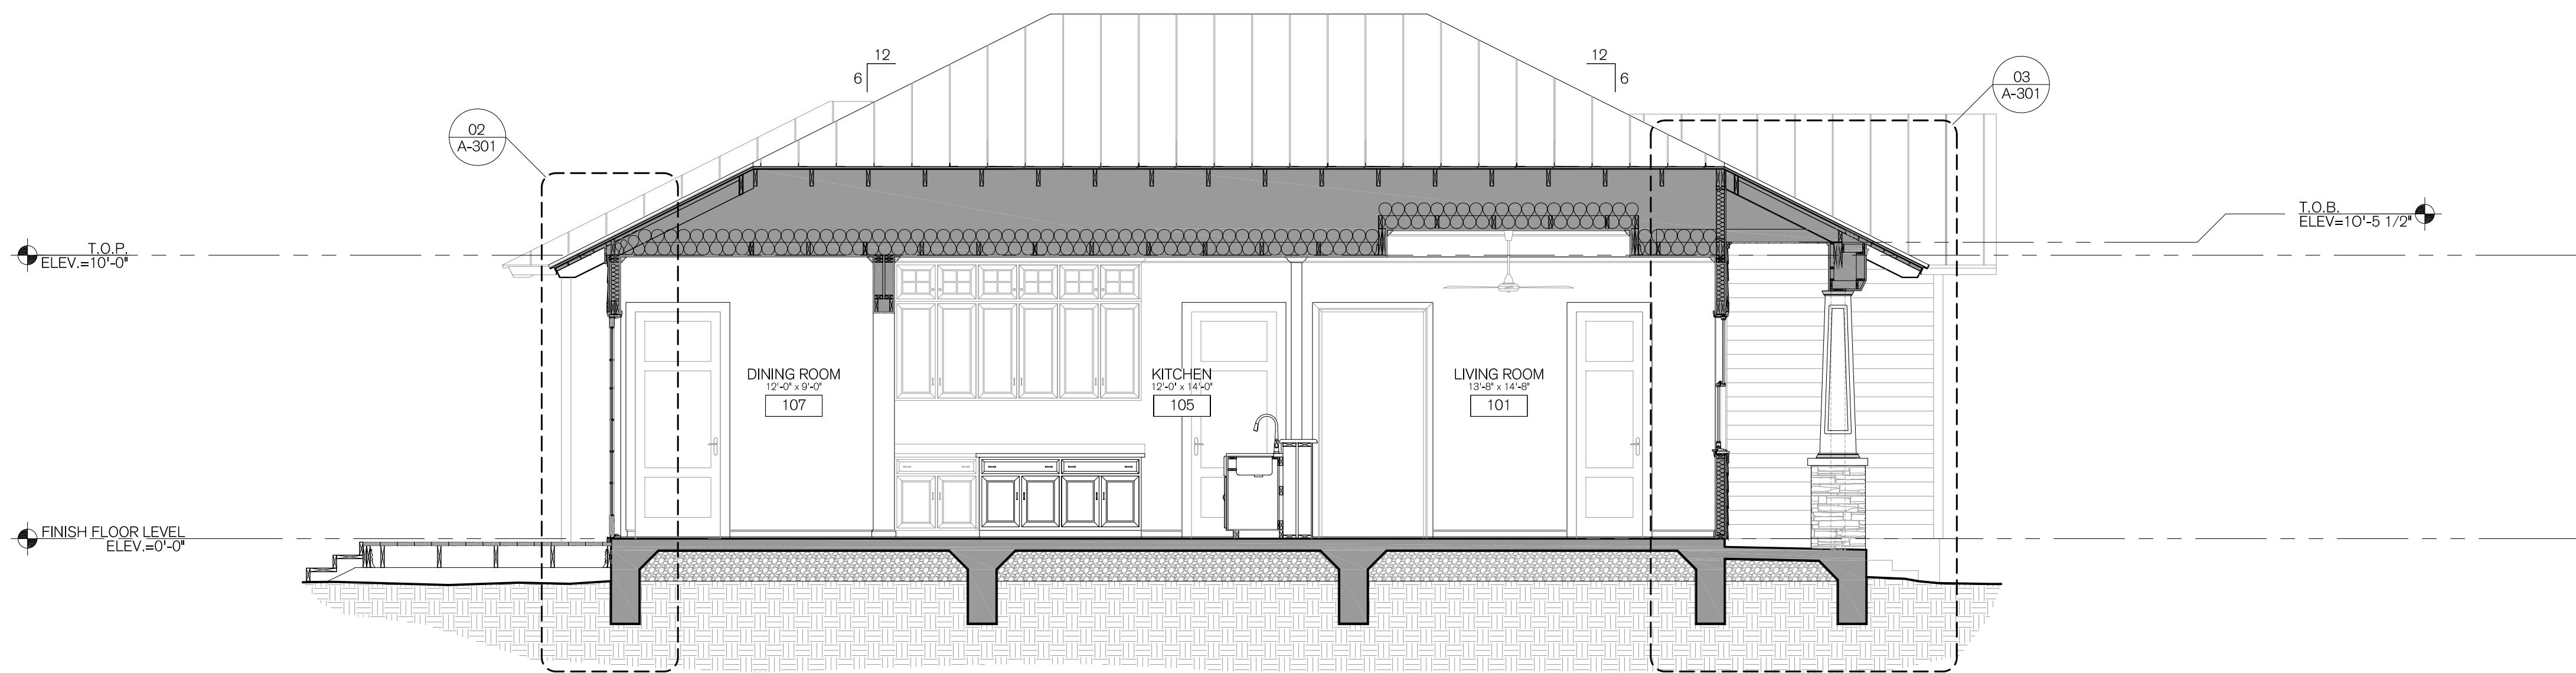 12
6
12
6
03
A-301
02
A-301
T.O.B.
ELEV=10'-5 1/2"
T.O.P.
ELEV.=10'-0"
DINING ROOM
12'-0" x 9'-0"
107
KITCHEN
12'-0" x 14'-0"
105
LIVING ROOM
13'-8" x 14'-8"
101
FINISH FLOOR LEVEL
ELEV.=0'-0"